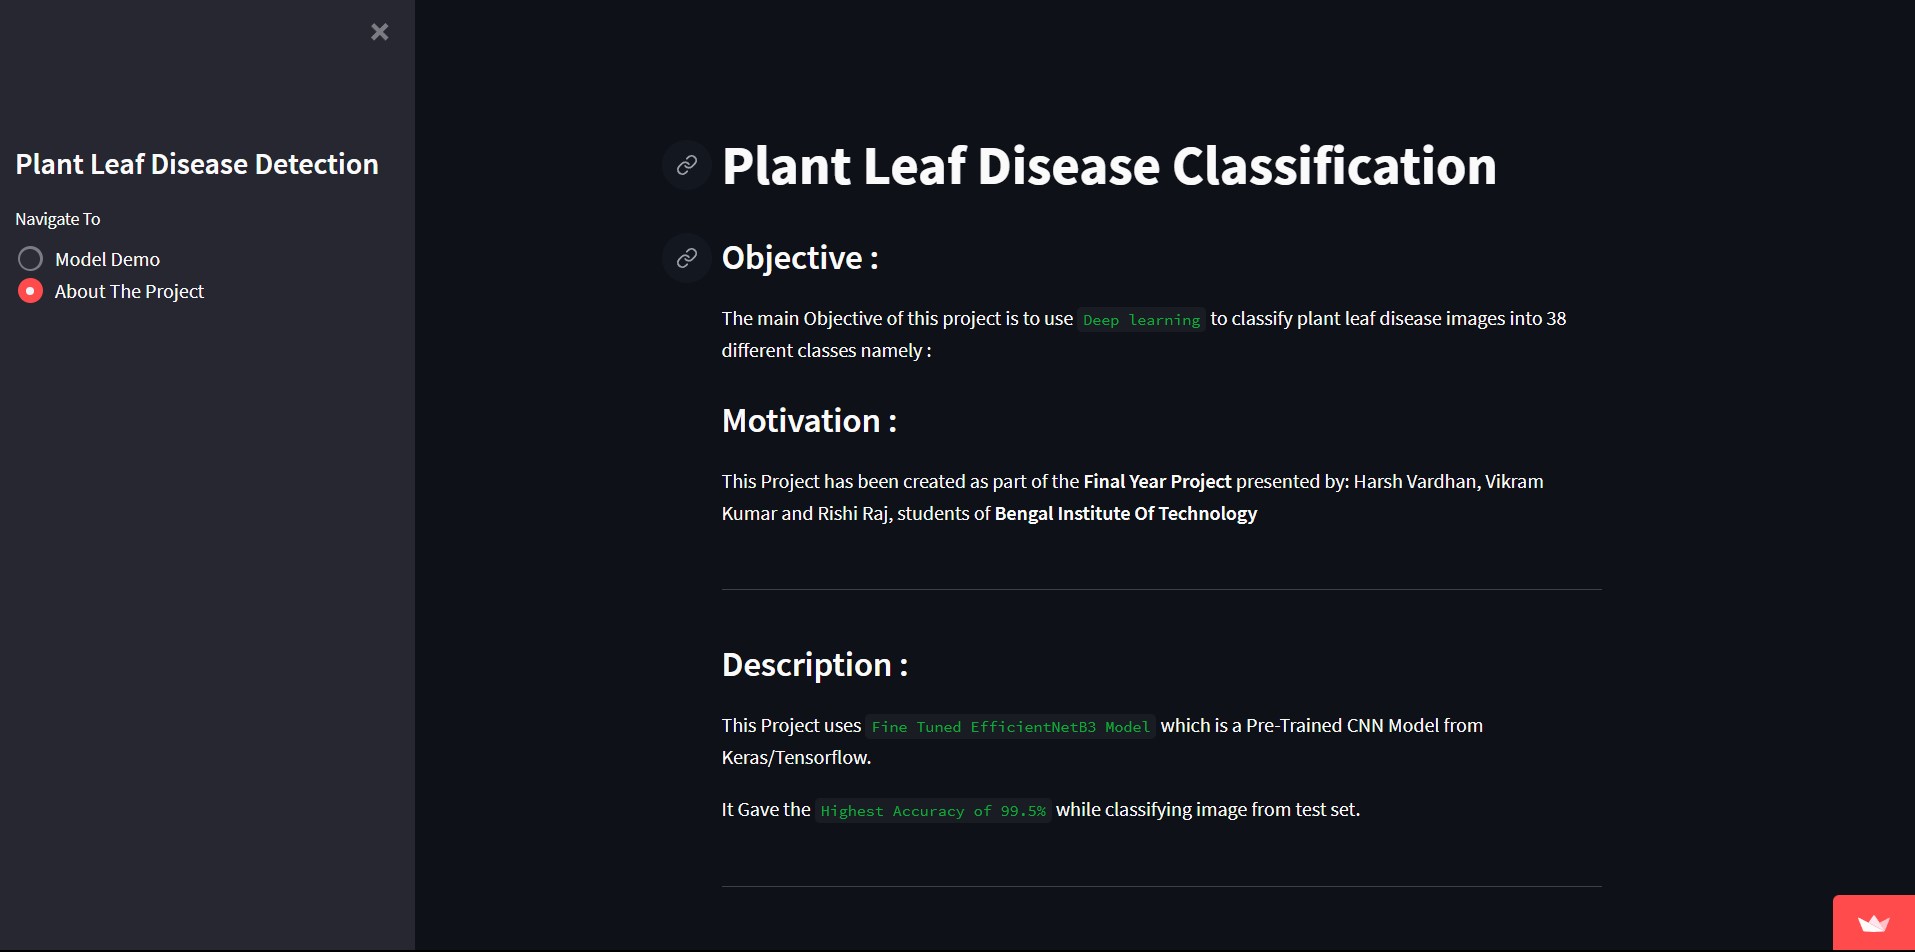 Plant Leaf Disease Detection
Navigate To
Model Demo
About The Project
Plant Leaf Disease Classification
Objective :
The main Objective of this project is to use Deep learning to classify plant leaf disease images into 38
different classes namely :
Motivation :
This Project has been created as part of the Final Year Project presented by: Harsh Vardhan, Vikram
Kumar and Rishi Raj, students of Bengal Institute Of Technology
Description :
This Project uses Fine Tuned EfficientNetB3 Model which is a Pre-Trained CNN Model from
Keras/Tensorflow.
It Gave the Highest Accuracy of 99.5% while classifying image from test set.